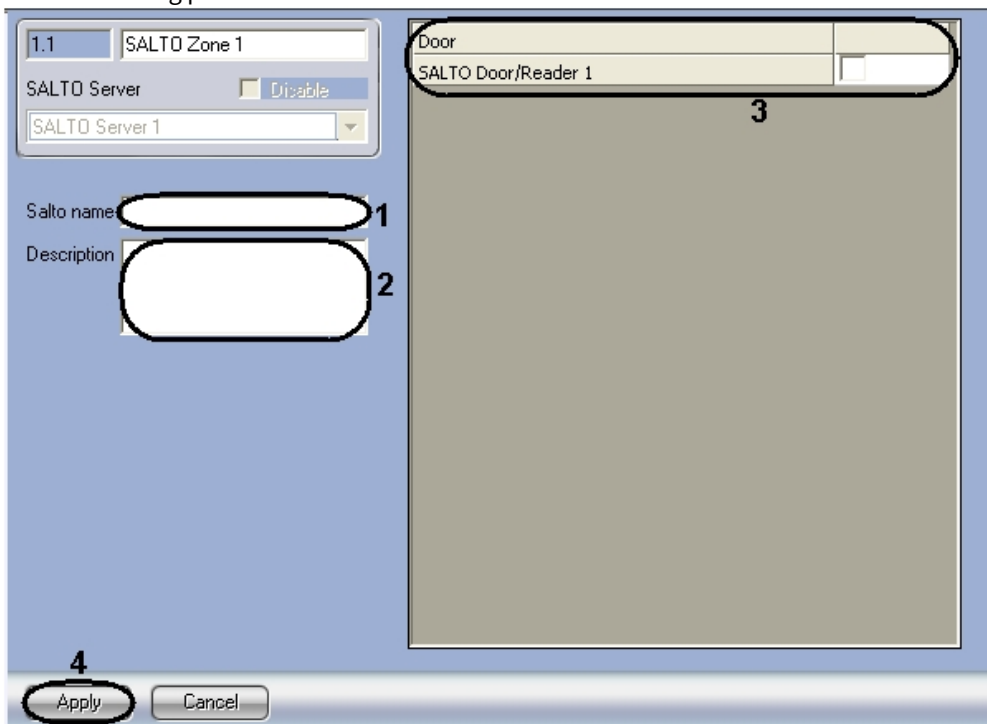 1.1 SALTO Zone 1
SALTO Server Disable
SALTO Server 1
Salto name 1
Description 2
Door
SALTO Door/Reader 1
3
4
Apply Cancel